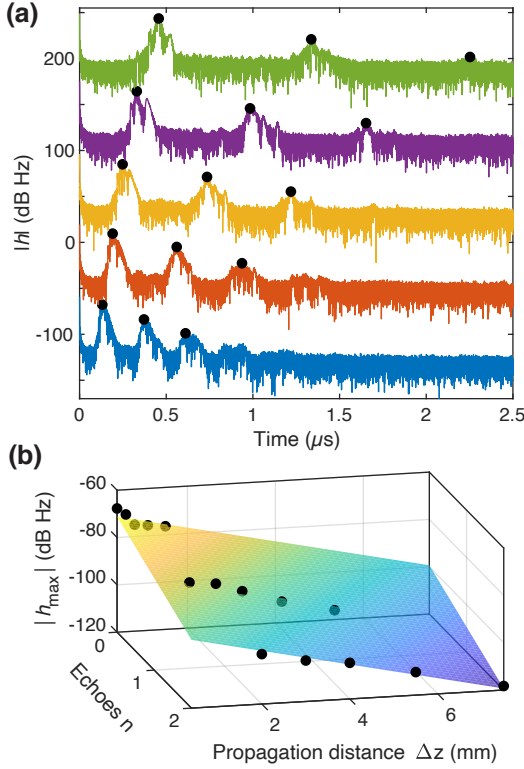 (a)
200
100
0
-100
|h| (dB Hz)
0
0.5
1
1.5
2
2.5
Time (μs)
(b)
-60
-80
-100
-120
|h_max| (dB Hz)
0
1
2
Echoes n
2
4
6
Propagation distance Δz (mm)